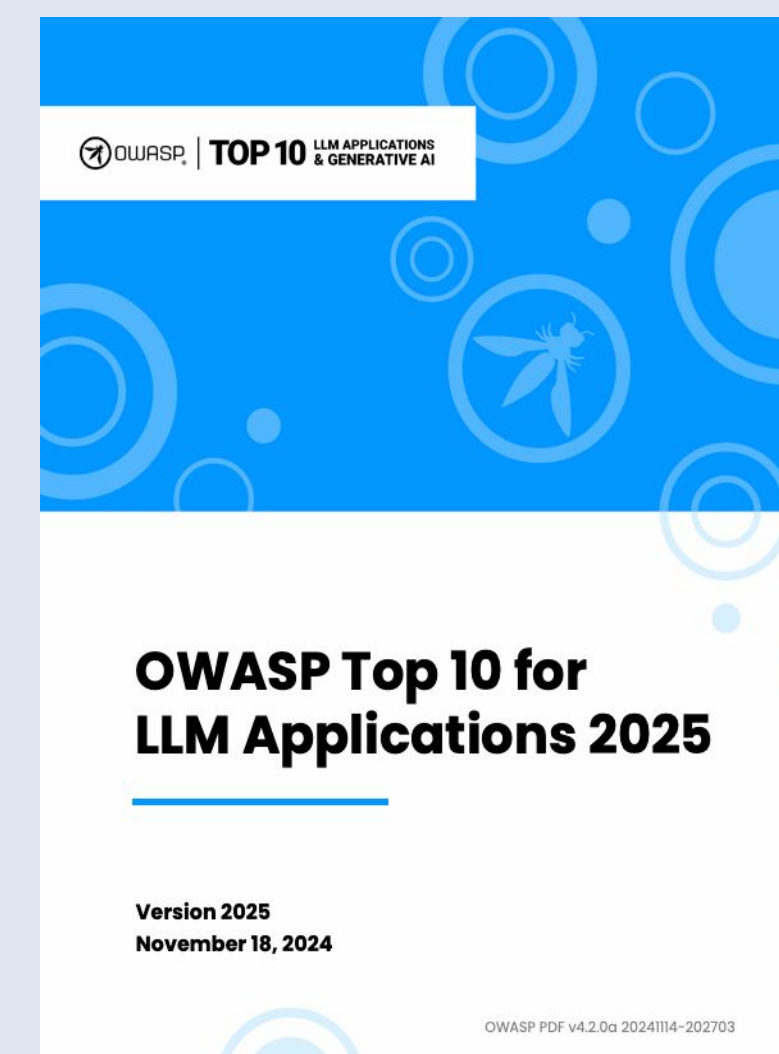 OWASP TOP 10 LLM APPLICATIONS
& GENERATIVE AI
OWASP Top 10 for
LLM Applications 2025
Version 2025
November 18, 2024
OWASP PDF v4.2.0a 20241114-202703